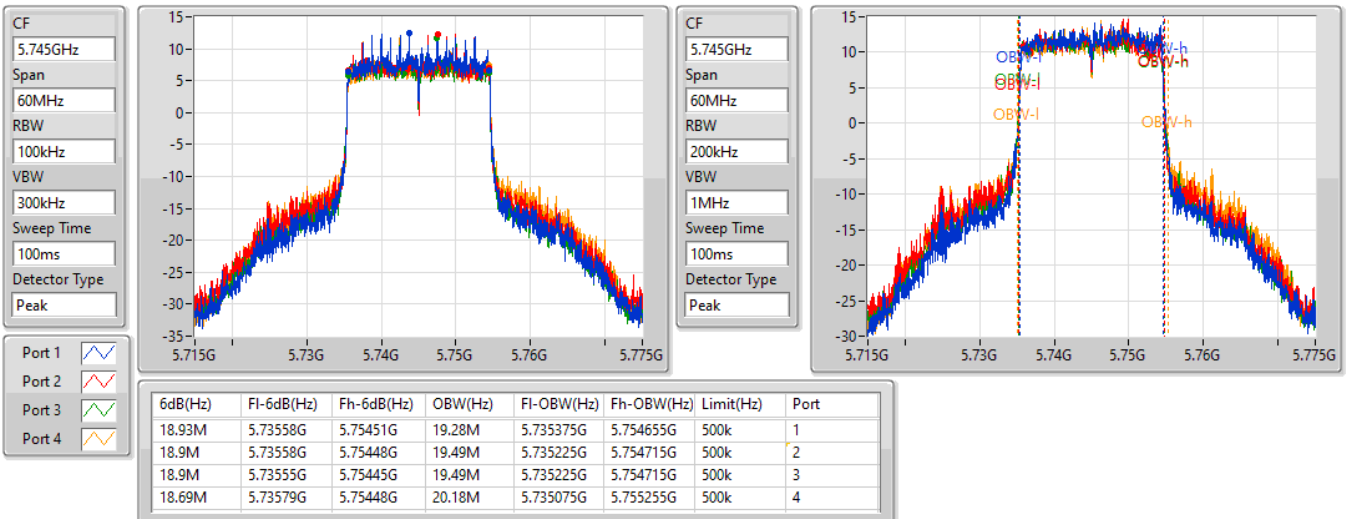 CF
5.745GHz
Span
60MHz
RBW
100kHz
VBW
300kHz
Sweep Time
100ms
Detector Type
Peak
15
10
5
0
-5
-10
-15
-20
-25
-30
-35
5.715G 5.73G 5.74G 5.75G 5.76G 5.775G
CF
5.745GHz
Span
60MHz
RBW
200kHz
VBW
1MHz
Sweep Time
100ms
Detector Type
Peak
15
10
5
0
-5
-10
-15
-20
-25
-30
OBW-l
OBW-l
OBW-l
OBW-l
OBW-h
OBW-h
OBW-h
5.715G 5.73G 5.74G 5.75G 5.76G 5.775G
Port 1
Port 2
Port 3
Port 4
6dB(Hz) Fl-6dB(Hz) Fh-6dB(Hz) OBW(Hz) Fl-OBW(Hz) Fh-OBW(Hz) Limit(Hz) Port
18.93M 5.73558G 5.75451G 19.28M 5.735375G 5.754655G 500k 1
18.9M 5.73558G 5.75448G 19.49M 5.735225G 5.754715G 500k 2
18.9M 5.73555G 5.75445G 19.49M 5.735225G 5.754715G 500k 3
18.69M 5.73579G 5.75448G 20.18M 5.735075G 5.755255G 500k 4